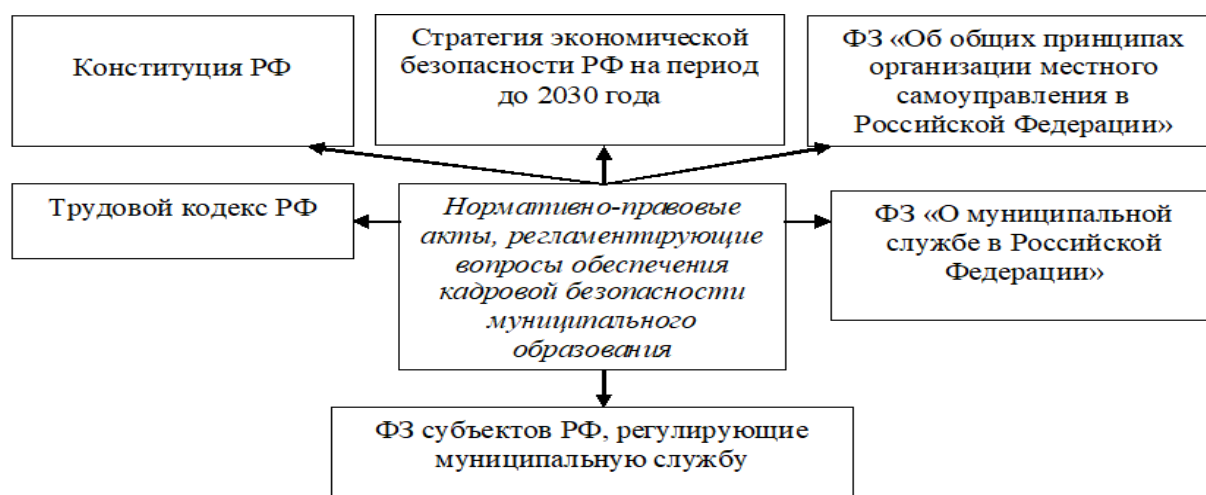 Конституция РФ
Стратегия экономической
безопасности РФ на период
до 2030 года
ФЗ «Об общих принципах
организации местного
самоуправления в
Российской Федерации»
Трудовой кодекс РФ
Нормативно-правовые
акты, регламентирующие
вопросы обеспечения
кадровой безопасности
муниципального
образования
ФЗ «О муниципальной
службе в Российской
Федерации»
ФЗ субъектов РФ, регулирующие
муниципальную службу